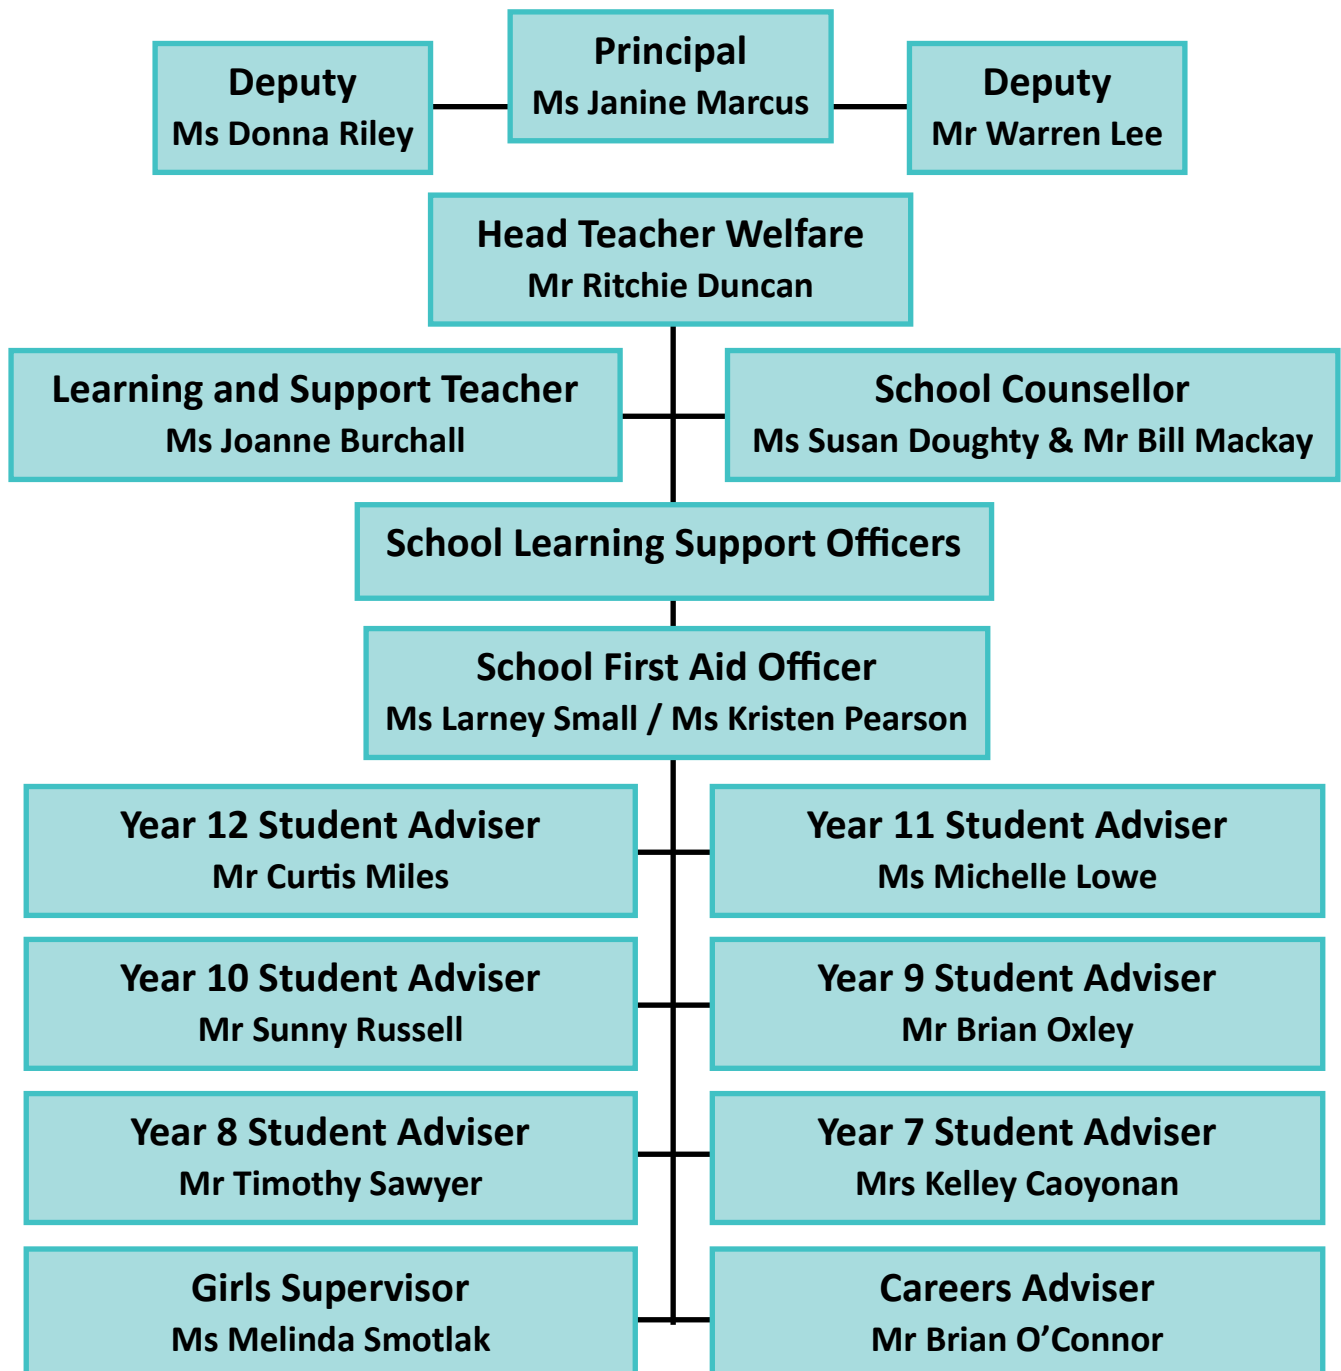 Principal
Ms Janine Marcus
Deputy
Ms Donna Riley
Deputy
Mr Warren Lee
Head Teacher Welfare
Mr Ritchie Duncan
Learning and Support Teacher
Ms Joanne Burchall
School Counsellor
Ms Susan Doughty & Mr Bill Mackay
School Learning Support Officers
School First Aid Officer
Ms Larney Small / Ms Kristen Pearson
Year 12 Student Adviser
Mr Curtis Miles
Year 11 Student Adviser
Ms Michelle Lowe
Year 10 Student Adviser
Mr Sunny Russell
Year 9 Student Adviser
Mr Brian Oxley
Year 8 Student Adviser
Mr Timothy Sawyer
Year 7 Student Adviser
Mrs Kelley Caoyonan
Girls Supervisor
Ms Melinda Smotlak
Careers Adviser
Mr Brian O’Connor